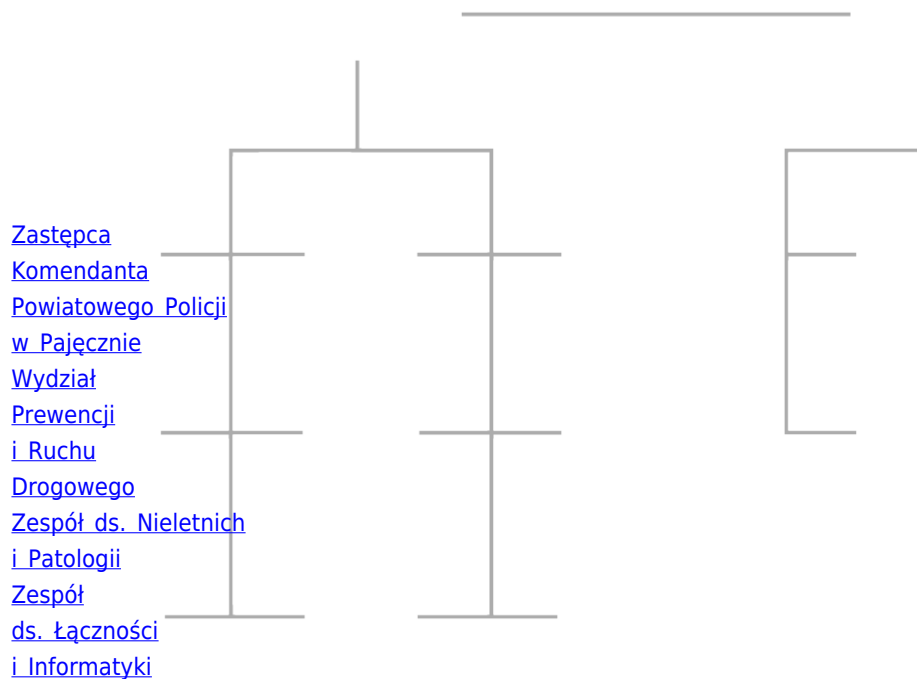 Zastępca
Komendanta
Powiatowego Policji
w Pajęcznie
Wydział
Prewencji
i Ruchu
Drogowego
Zespół ds. Nieletnich
i Patologii
Zespół
ds. Łączności
i Informatyki